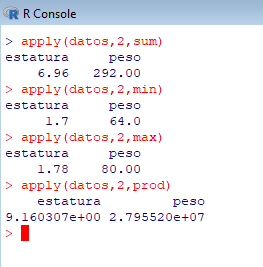 R Console
> apply(datos,2,sum)
estatura peso
6.96 292.00
> apply(datos,2,min)
estatura peso
1.7 64.0
> apply(datos,2,max)
estatura peso
1.78 80.00
> apply(datos,2,prod)
estatura peso
9.160307e+00 2.795520e+07
>